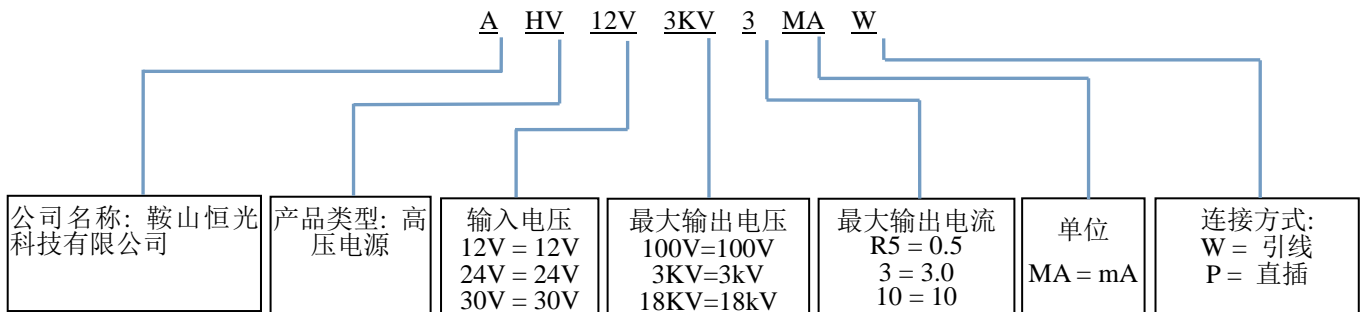 A HV 12V 3KV 3 MA W
公司名称: 鞍山恒光
科技有限公司
产品类型: 高
压电源
输入电压
12V = 12V
24V = 24V
30V = 30V
最大输出电压
100V=100V
3KV=3kV
18KV=18kV
最大输出电流
R5 = 0.5
3 = 3.0
10 = 10
单位
MA = mA
连接方式:
W = 引线
P = 直插